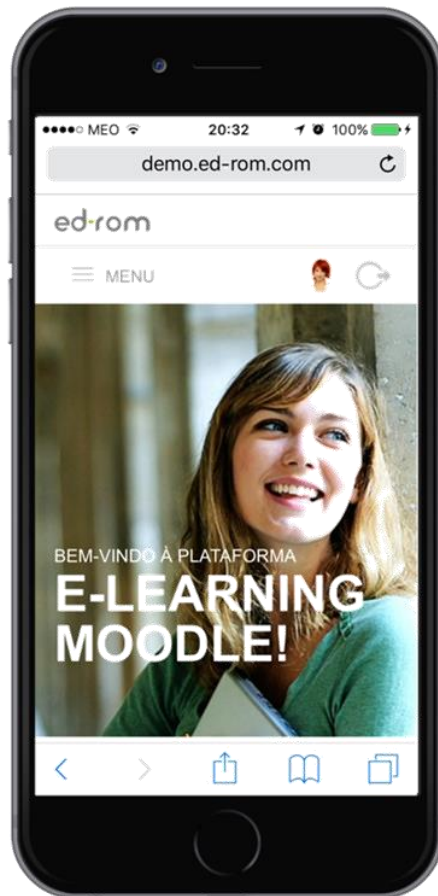 MEO 20:32 100%
demo.ed-rom.com
ed-rom
MENU
BEM-VINDO À PLATAFORMA
E-LEARNING
MOODLE!